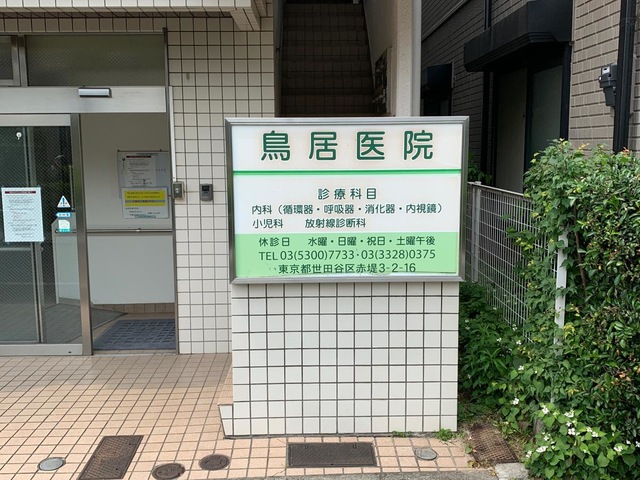 鳥居医院
診療科目
内科（循環器・呼吸器・消化器・内視鏡）
小児科　放射線診断科
休診日　水曜・日曜・祝日・土曜午後
TEL 03(5300)7733・03(3328)0375
東京都世田谷区赤堤3-2-16